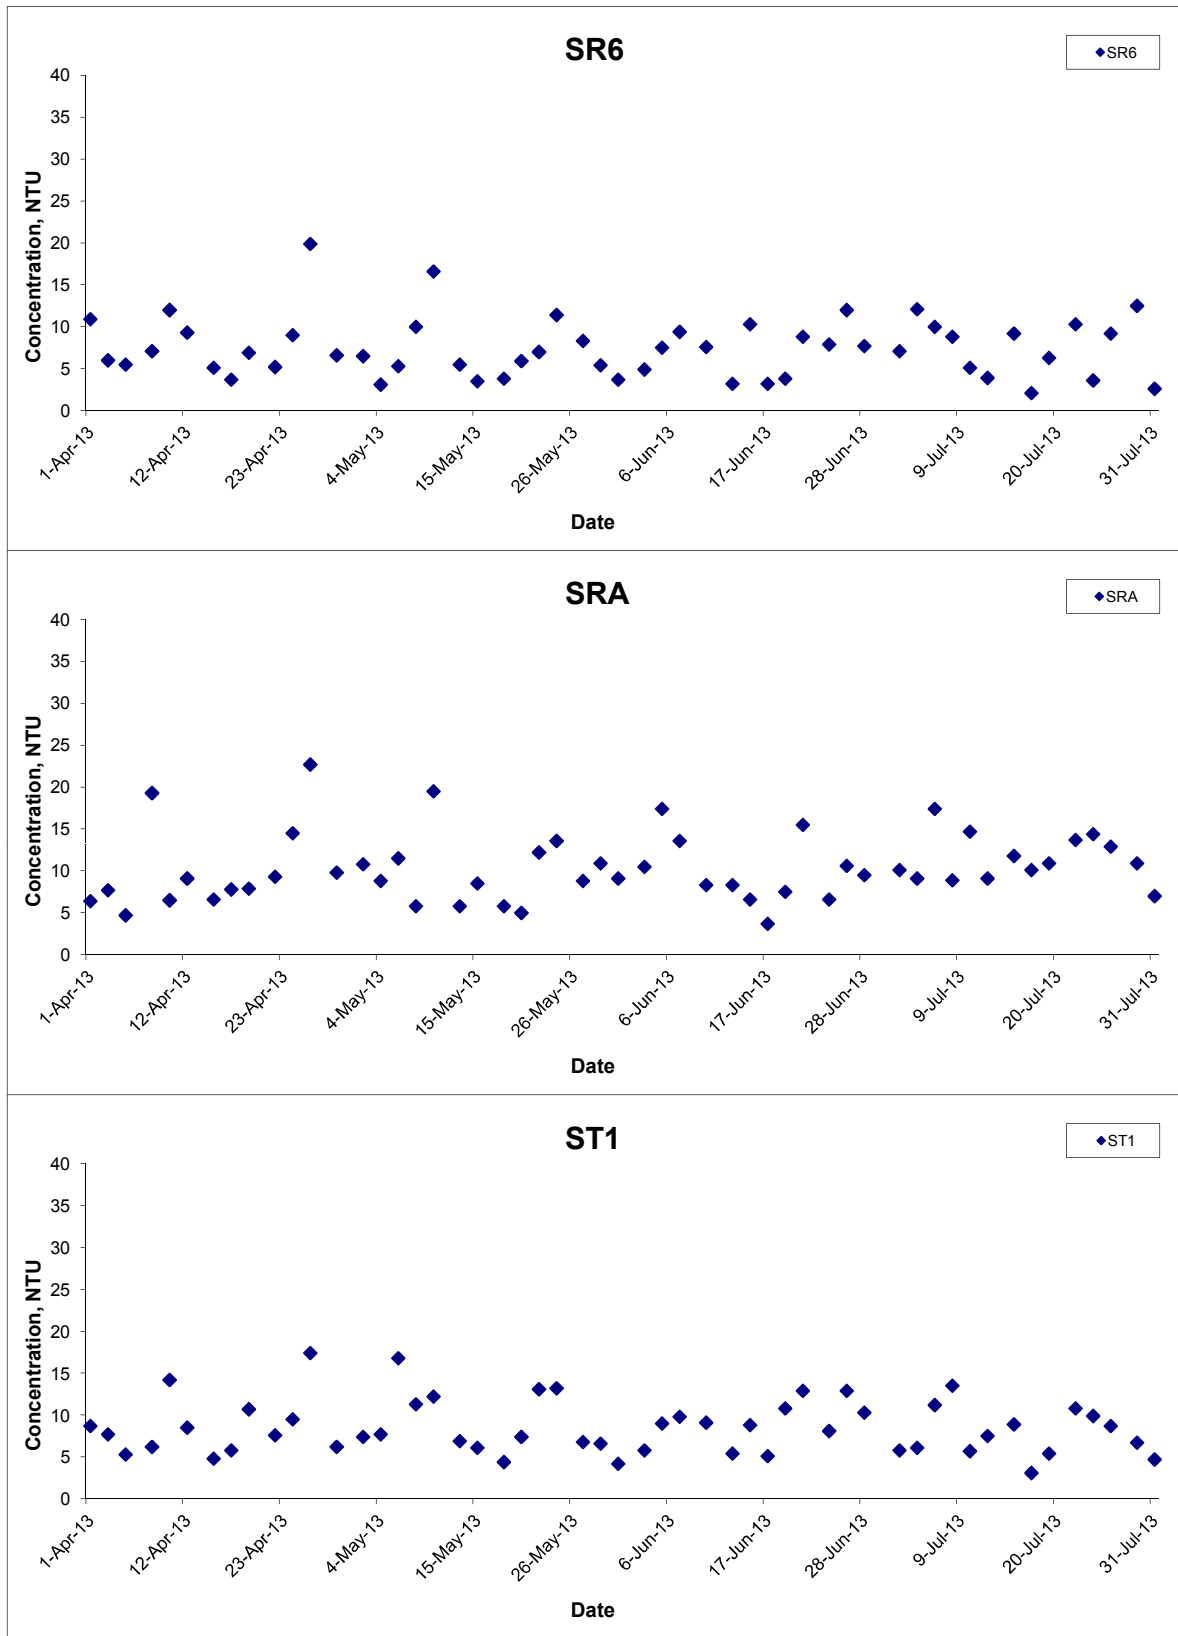 SR6
SR6
40
35
30
25
20
15
10
5
0
Concentration, NTU
1-Apr-13
12-Apr-13
23-Apr-13
4-May-13
15-May-13
26-May-13
6-Jun-13
17-Jun-13
28-Jun-13
9-Jul-13
20-Jul-13
31-Jul-13
Date
SRA
SRA
40
35
30
25
20
15
10
5
0
Concentration, NTU
1-Apr-13
12-Apr-13
23-Apr-13
4-May-13
15-May-13
26-May-13
6-Jun-13
17-Jun-13
28-Jun-13
9-Jul-13
20-Jul-13
31-Jul-13
Date
ST1
ST1
40
35
30
25
20
15
10
5
0
Concentration, NTU
1-Apr-13
12-Apr-13
23-Apr-13
4-May-13
15-May-13
26-May-13
6-Jun-13
17-Jun-13
28-Jun-13
9-Jul-13
20-Jul-13
31-Jul-13
Date